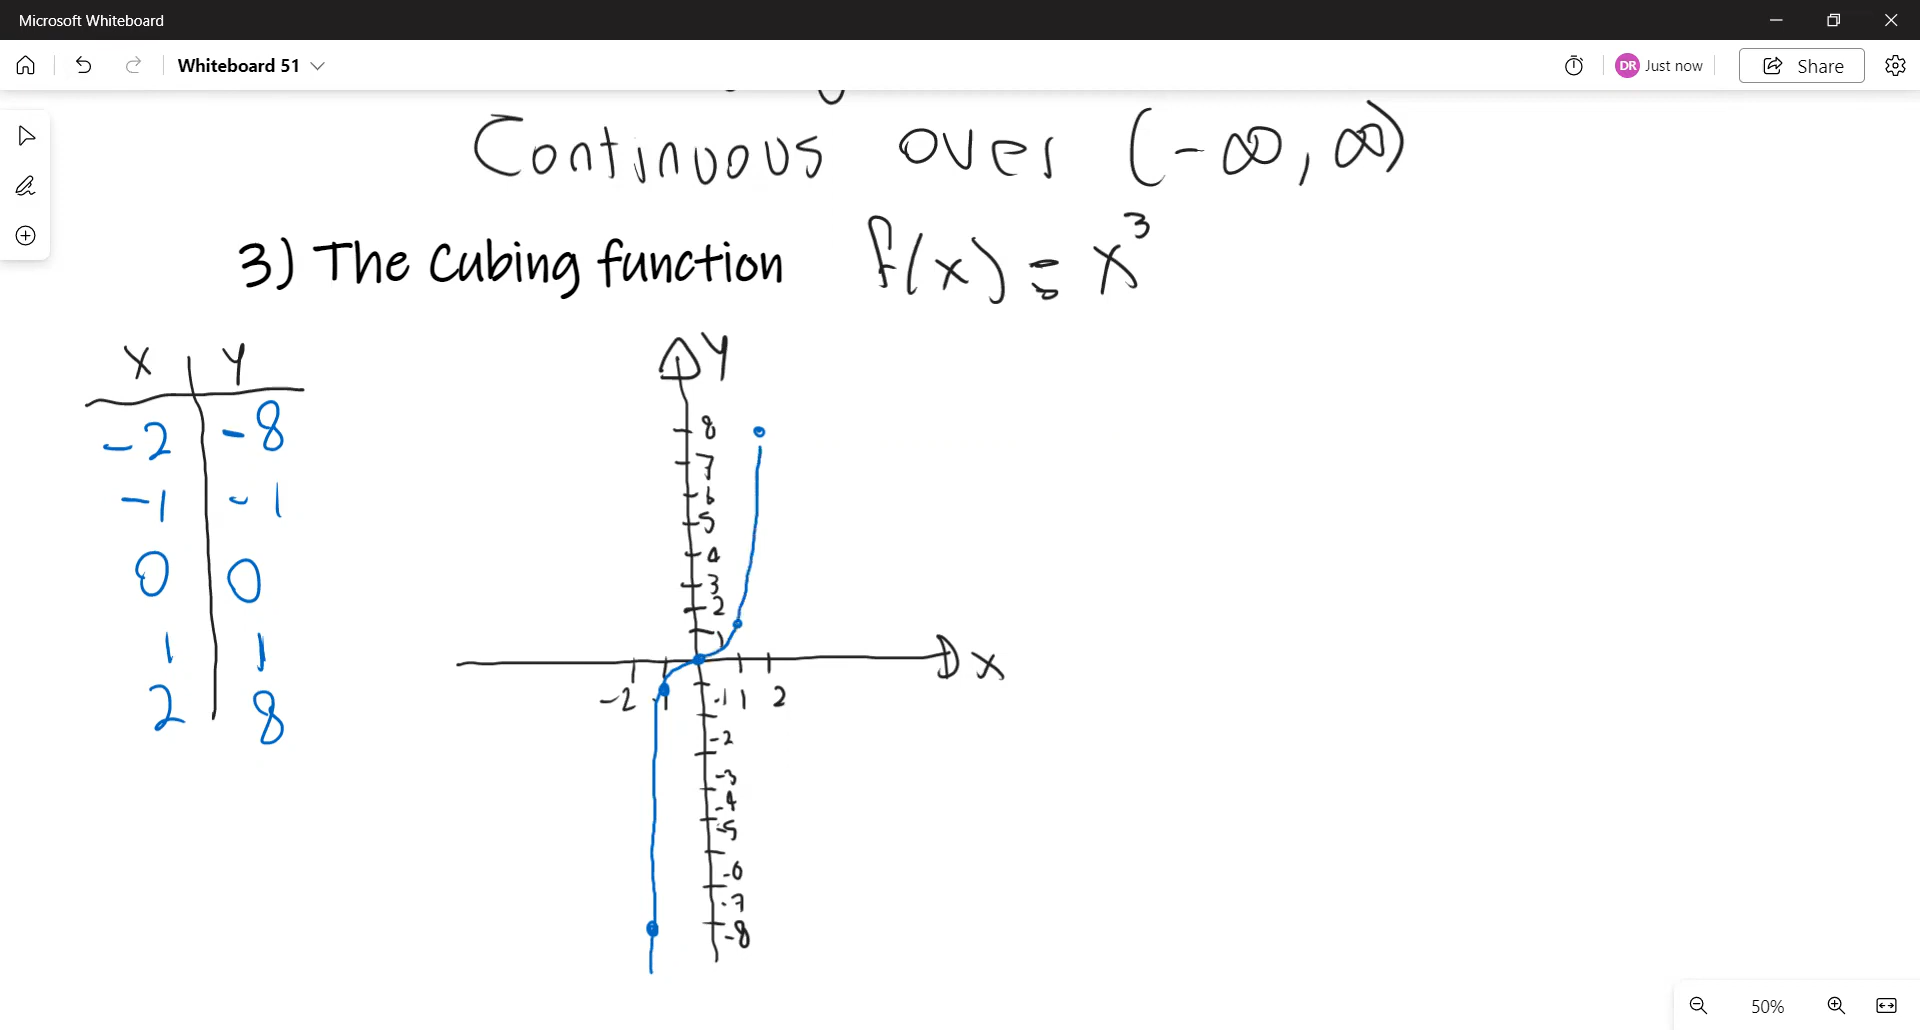 Microsoft Whiteboard
Whiteboard 51
DR Just now
Share
Continuous over (-∞, ∞)
3) The Cubing function f(x) = x³
X Y
-2 -8
-1 -1
0 0
1 1
2 8
Y
8
7
6
5
4
3
2
1
X
-2 -1 1 2
-1
-2
-3
-4
-5
-6
-7
-8
50%